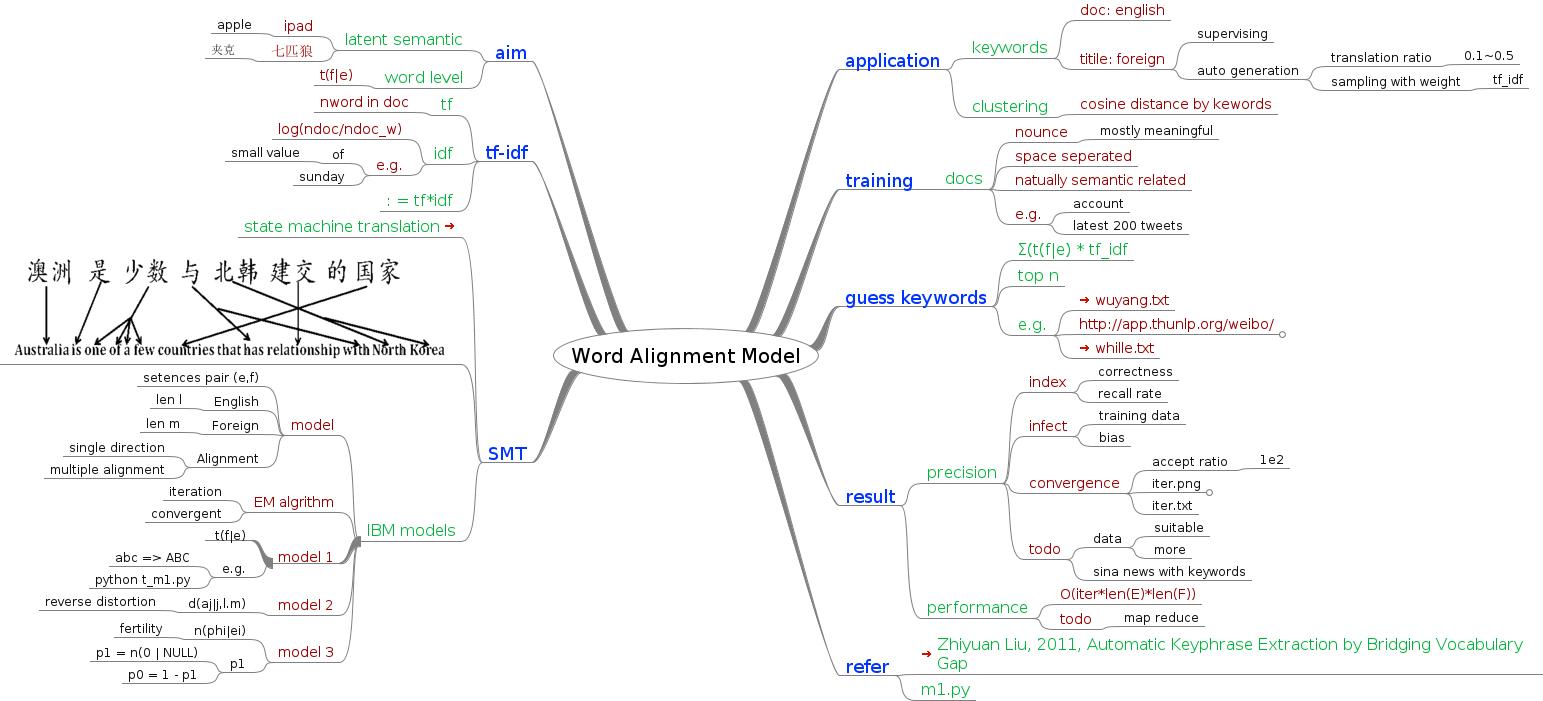 Word Alignment Model
aim
latent semantic
ipad
apple
七匹狼
夹克
word level
t(f|e)
tf-idf
tf
nword in doc
idf
log(ndoc/ndoc_w)
e.g.
of
small value
sunday
: = tf*idf
SMT
state machine translation
澳洲 是 少数 与 北韩 建交 的 国家
Australia is one of a few countries that has relationship with North Korea
IBM models
model
setences pair (e,f)
English
len l
Foreign
len m
Alignment
single direction
multiple alignment
EM algrithm
iteration
convergent
model 1
t(f|e)
e.g.
abc => ABC
python t_m1.py
model 2
d(aj|j,l.m)
reverse distortion
model 3
n(phi|ei)
fertility
p1
p1 = n(0 | NULL)
p0 = 1 - p1
application
keywords
doc: english
titile: foreign
supervising
auto generation
translation ratio
0.1~0.5
sampling with weight
tf_idf
clustering
cosine distance by kewords
training
docs
nounce
mostly meaningful
space seperated
natually semantic related
e.g.
account
latest 200 tweets
guess keywords
Σ(t(f|e) * tf_idf
top n
e.g.
wuyang.txt
http://app.thunlp.org/weibo/
whille.txt
result
precision
index
correctness
recall rate
infect
training data
bias
convergence
accept ratio
1e2
iter.png
iter.txt
todo
data
suitable
more
sina news with keywords
performance
O(iter*len(E)*len(F))
todo
map reduce
refer
Zhiyuan Liu, 2011, Automatic Keyphrase Extraction by Bridging Vocabulary
Gap
m1.py